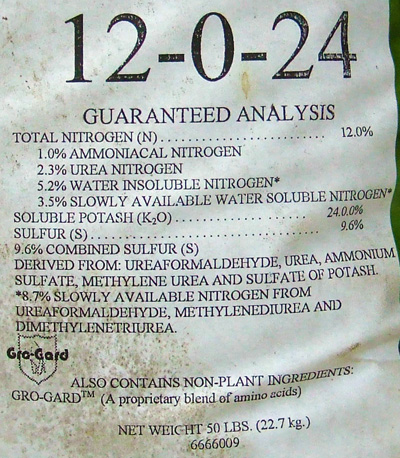 12-0-24
GUARANTEED ANALYSIS
TOTAL NITROGEN (N) . . . . . . . . . . . . . . . . . . . . . . . . . . 12.0%
1.0% AMMONIACAL NITROGEN
2.3% UREA NITROGEN
5.2% WATER INSOLUBLE NITROGEN*
3.5% SLOWLY AVAILABLE WATER SOLUBLE NITROGEN*
SOLUBLE POTASH (K₂O) . . . . . . . . . . . . . . . . . . . . 24.0.0%
SULFUR (S) . . . . . . . . . . . . . . . . . . . . . . . . . . . . . . . . . 9.6%
9.6% COMBINED SULFUR (S)
DERIVED FROM: UREAFORMALDEHYDE, UREA, AMMONIUM
SULFATE, METHYLENE UREA AND SULFATE OF POTASH.
*8.7% SLOWLY AVAILABLE NITROGEN FROM
UREAFORMALDEHYDE, METHYLENEDIUREA AND
DIMETHYLENETRIUREA.
Gro-Gard
ALSO CONTAINS NON-PLANT INGREDIENTS:
GRO-GARD™ (A proprietary blend of amino acids)
NET WEIGHT 50 LBS. (22.7 kg.)
6666009